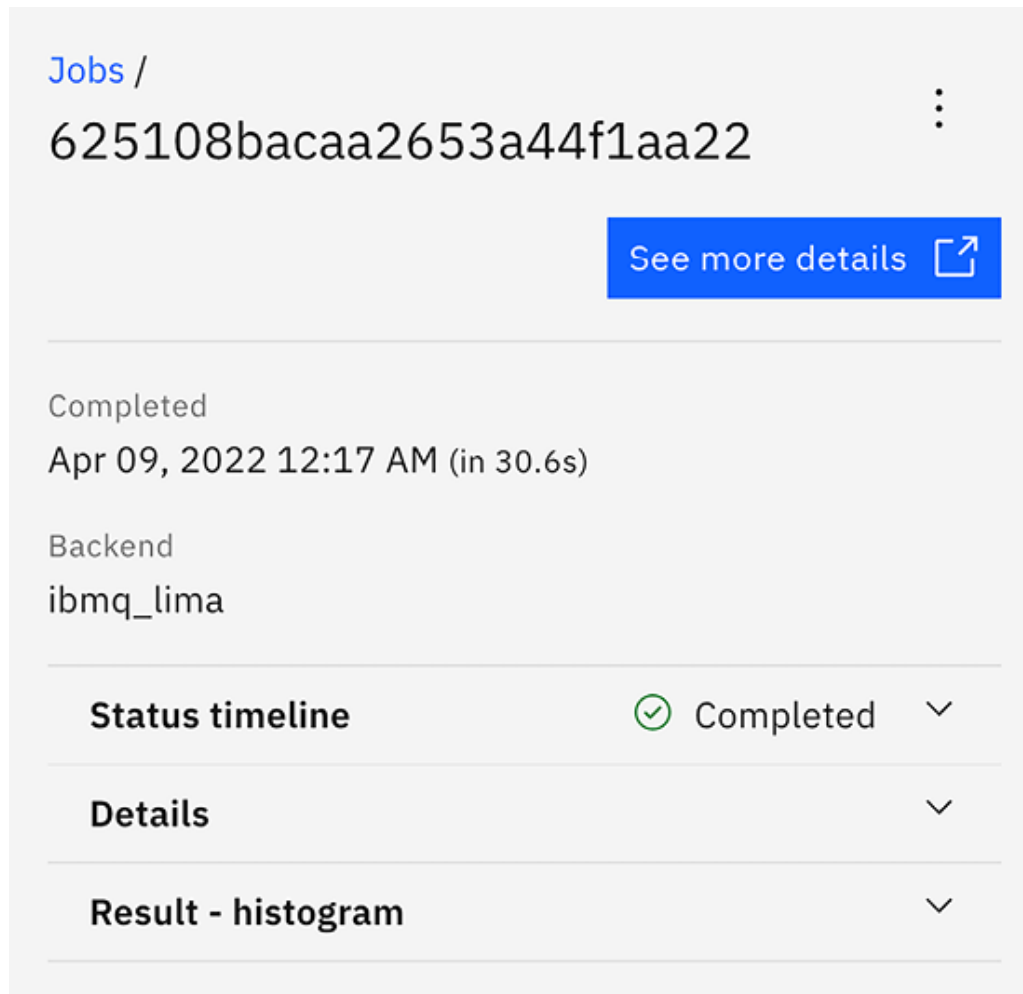 Jobs /
625108bacaa2653a44f1aa22
See more details
Completed
Apr 09, 2022 12:17 AM (in 30.6s)
Backend
ibmq_lima
Status timeline Completed
Details
Result - histogram